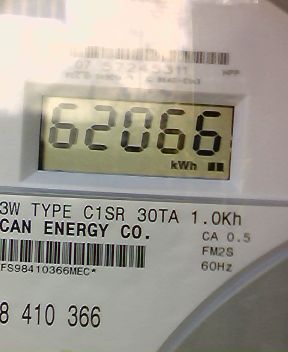 62066
kWh
3W TYPE C1SR 30TA 1.0Kh
CAN ENERGY CO.
CA 0.5
FM2S
60Hz
FS98410366MEC*
8 410 366